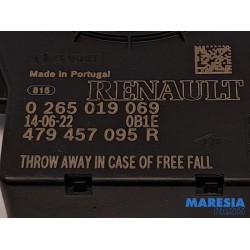 Made in Portugal
815
RENAULT
0 265 019 069
14-06-22 0B1E
479 457 095 R
THROW AWAY IN CASE OF FREE FALL
MARESIA
PARTS